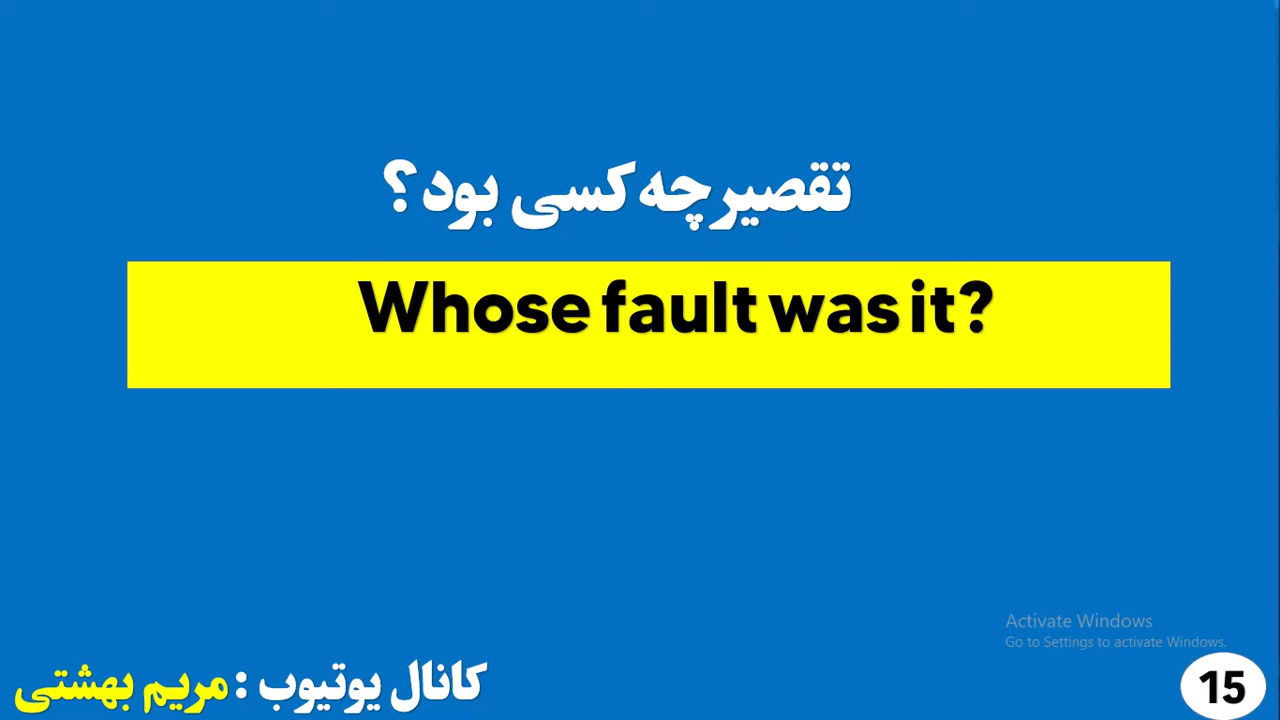 تقصیر چه کسی بود؟
Whose fault was it?
Activate Windows
Go to Settings to activate Windows.
کانال یوتیوب : مریم بهشتی
15